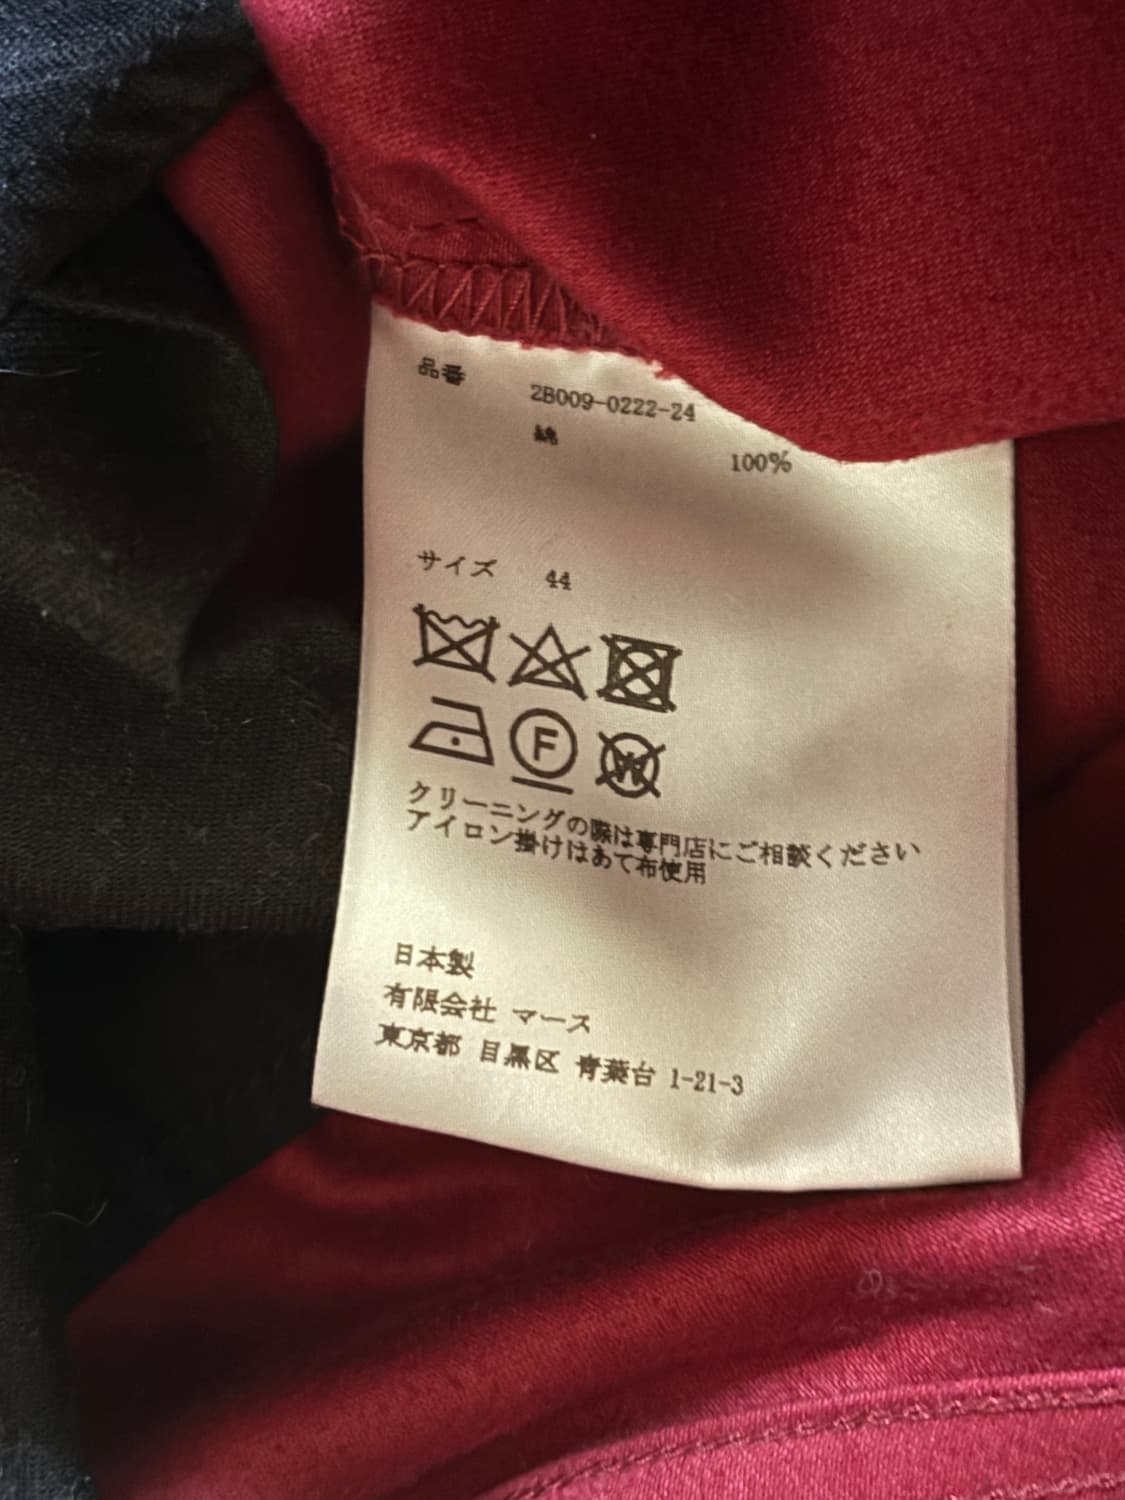 品番 2B009-0222-24
綿 100%
サイズ 44
F W
クリーニングの際は専門店にご相談ください
アイロン掛けはあて布使用
日本製
有限会社 マース
東京都 目黒区 青葉台 1-21-3